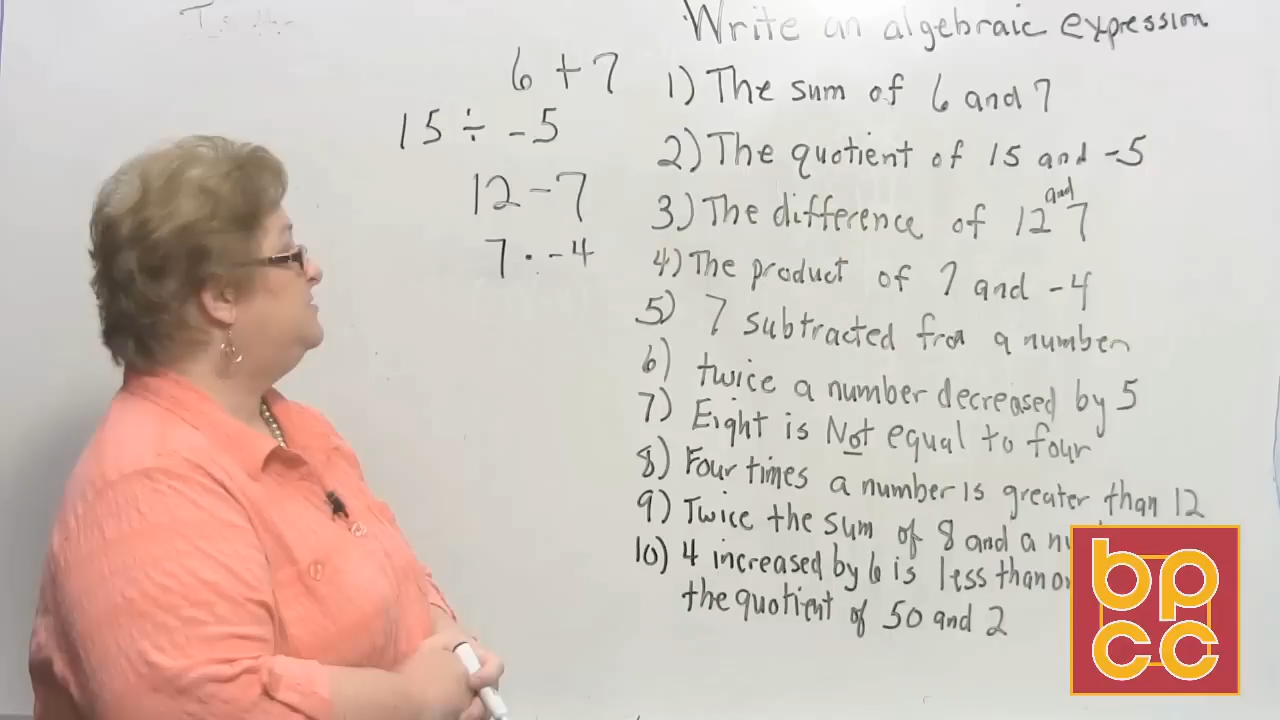 Write an algebraic expression
6 + 7
1) The sum of 6 and 7
15 ÷ -5
2) The quotient of 15 and -5
12 - 7
3) The difference of 12 and 7
7 · -4
4) The product of 7 and -4
5) 7 subtracted from a number
6) twice a number decreased by 5
7) Eight is Not equal to four
8) Four times a number is greater than 12
9) Twice the sum of 8 and a
10) 4 increased by 6 is less than
the quotient of 50 and 2
bp
cc